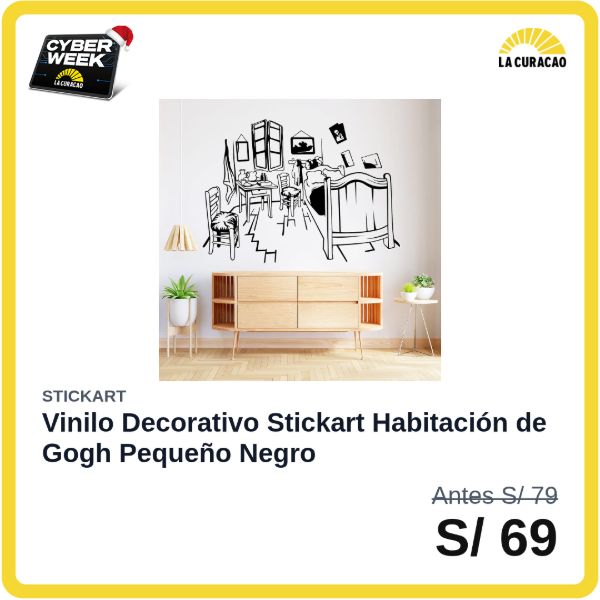 CYBER
WEEK
LA CURACAO
LA CURACAO
STICKART
Vinilo Decorativo Stickart Habitación de
Gogh Pequeño Negro
Antes S/ 79
S/ 69